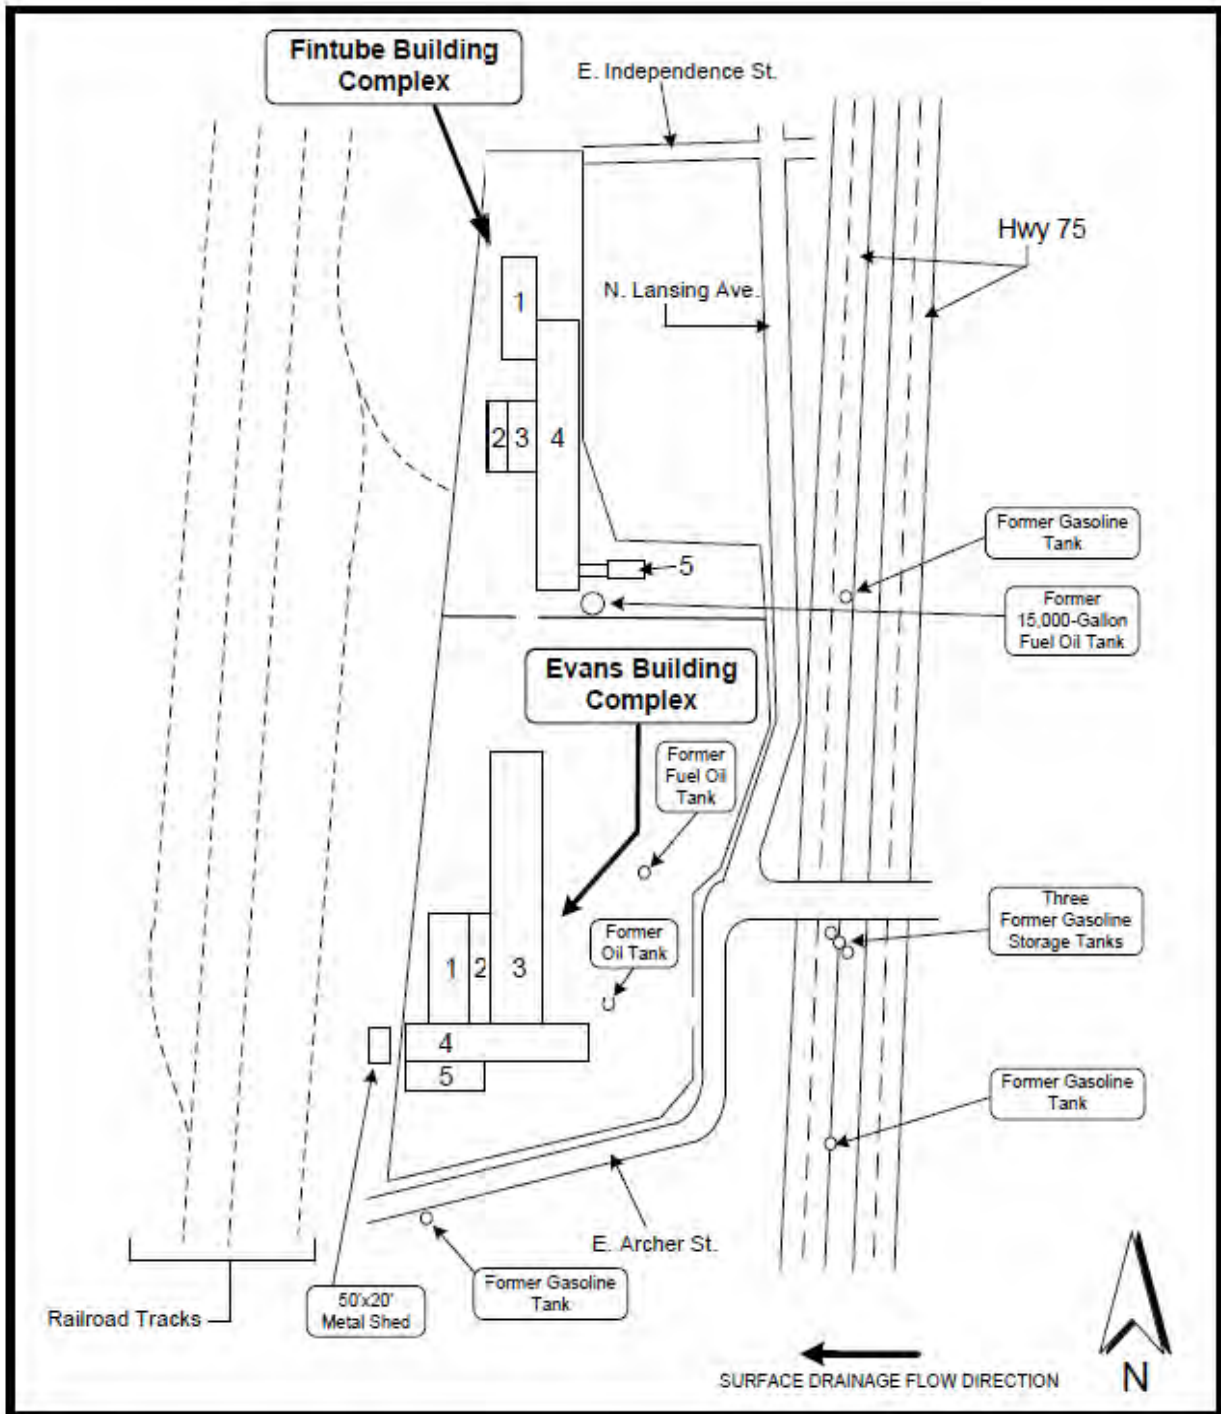 Fintube Building
Complex
E. Independence St.
Hwy 75
1
N. Lansing Ave.
2
3
4
Former Gasoline
Tank
5
Former
15,000-Gallon
Fuel Oil Tank
Evans Building
Complex
Former
Fuel Oil
Tank
Three
Former Gasoline
Storage Tanks
Former
Oil Tank
1
2
3
4
5
Former Gasoline
Tank
E. Archer St.
Former Gasoline
Tank
50'x20'
Metal Shed
Railroad Tracks
SURFACE DRAINAGE FLOW DIRECTION
N